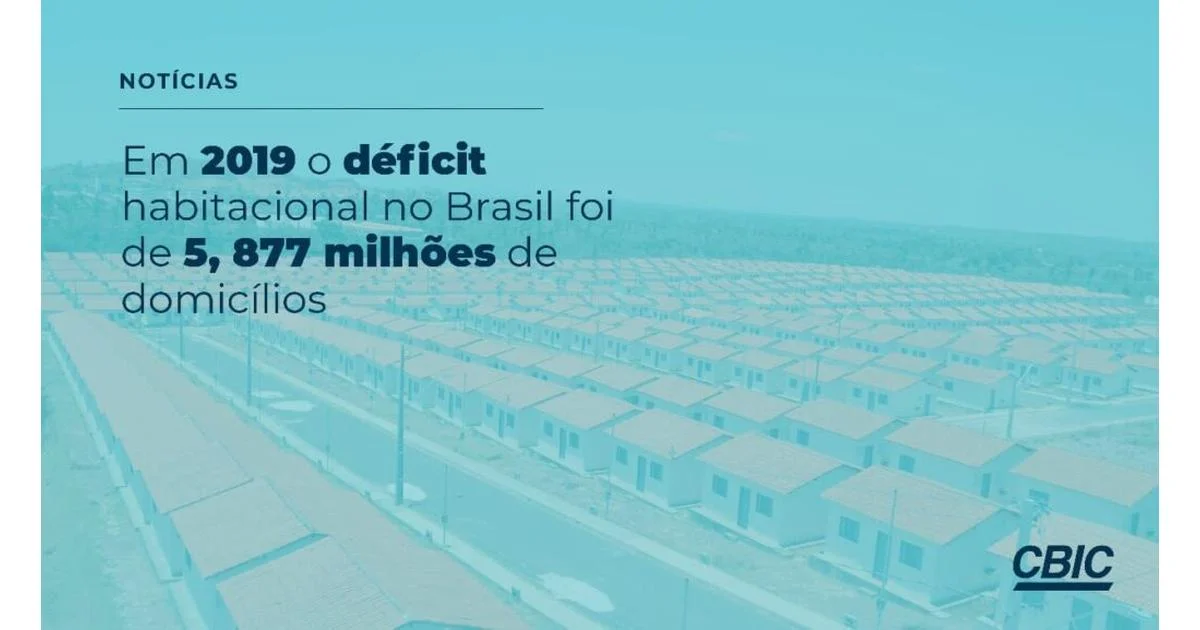 NOTÍCIAS
Em 2019 o déficit
habitacional no Brasil foi
de 5, 877 milhões de
domicílios
CBIC